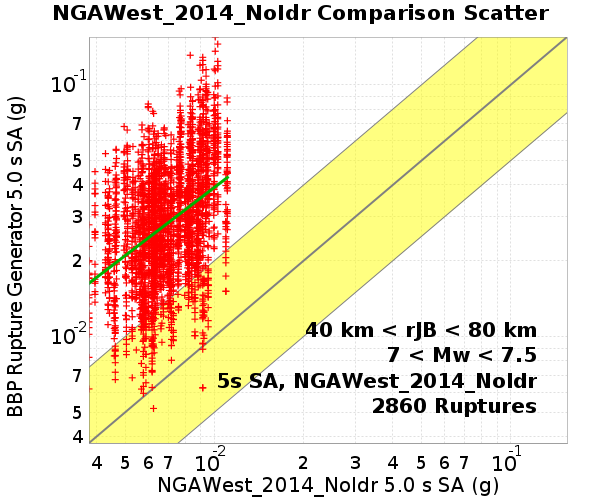 NGAWest_2014_NoIdr Comparison Scatter
BBP Rupture Generator 5.0 s SA (g)
10-1
7
5
4
3
2
10-2
7
5
4
40 km < rJB < 80 km
7 < Mw < 7.5
5s SA, NGAWest_2014_NoIdr
2860 Ruptures
4 5 6 7 10-2 2 3 4 5 6 7 10-1
NGAWest_2014_NoIdr 5.0 s SA (g)